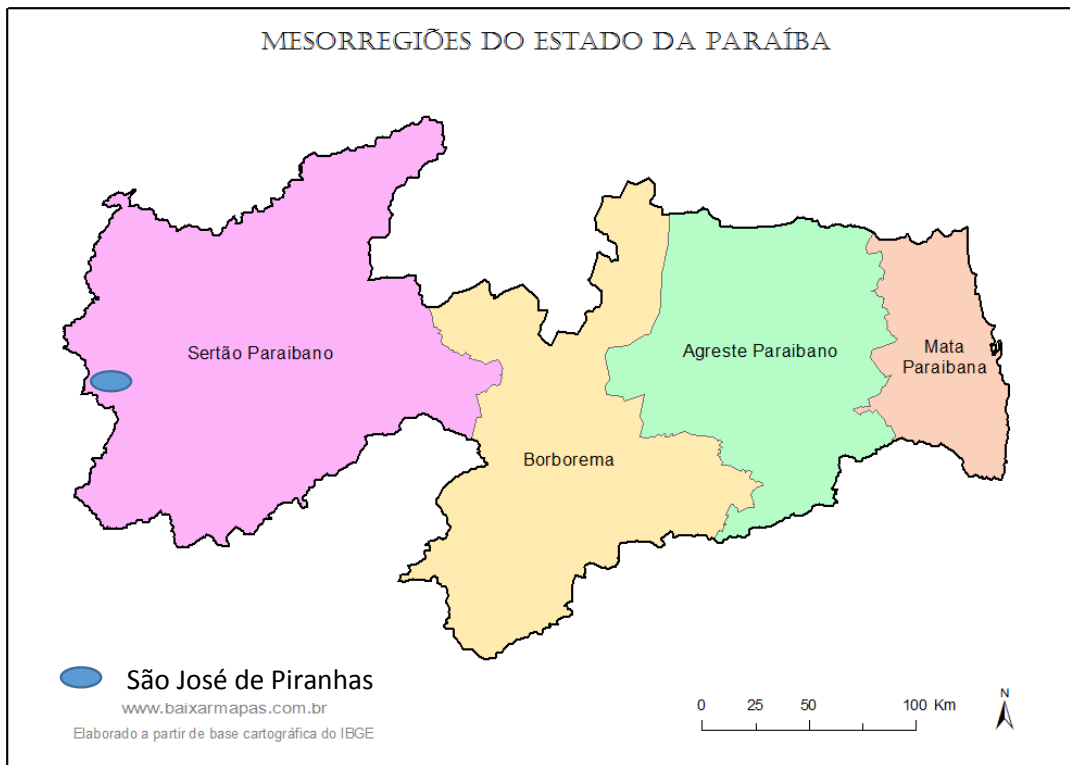 MESORREGIÕES DO ESTADO DA PARAÍBA
Sertão Paraibano
Agreste Paraibano
Mata
Paraibana
Borborema
São José de Piranhas
www.baixarmapas.com.br
Elaborado a partir de base cartográfica do IBGE
0 25 50 100 Km
N